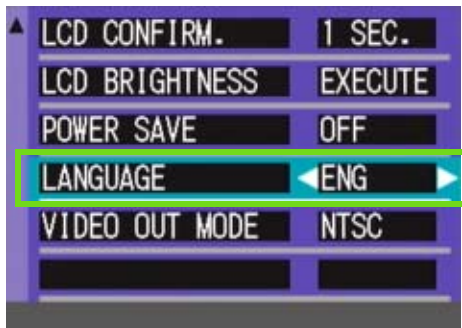 LCD CONFIRM. 1 SEC.
LCD BRIGHTNESS EXECUTE
POWER SAVE OFF
LANGUAGE ENG
VIDEO OUT MODE NTSC